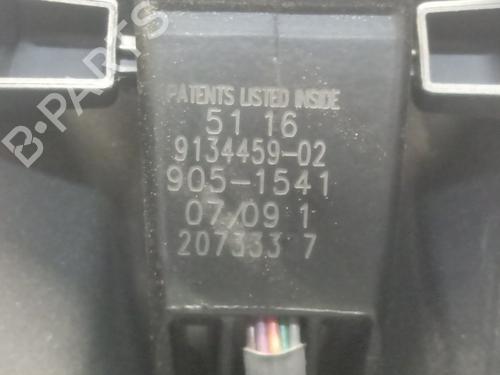 PATENTS LISTED INSIDE
51 16
9134459-02
905-1541
07/09 1
207333 7
B-PARTS